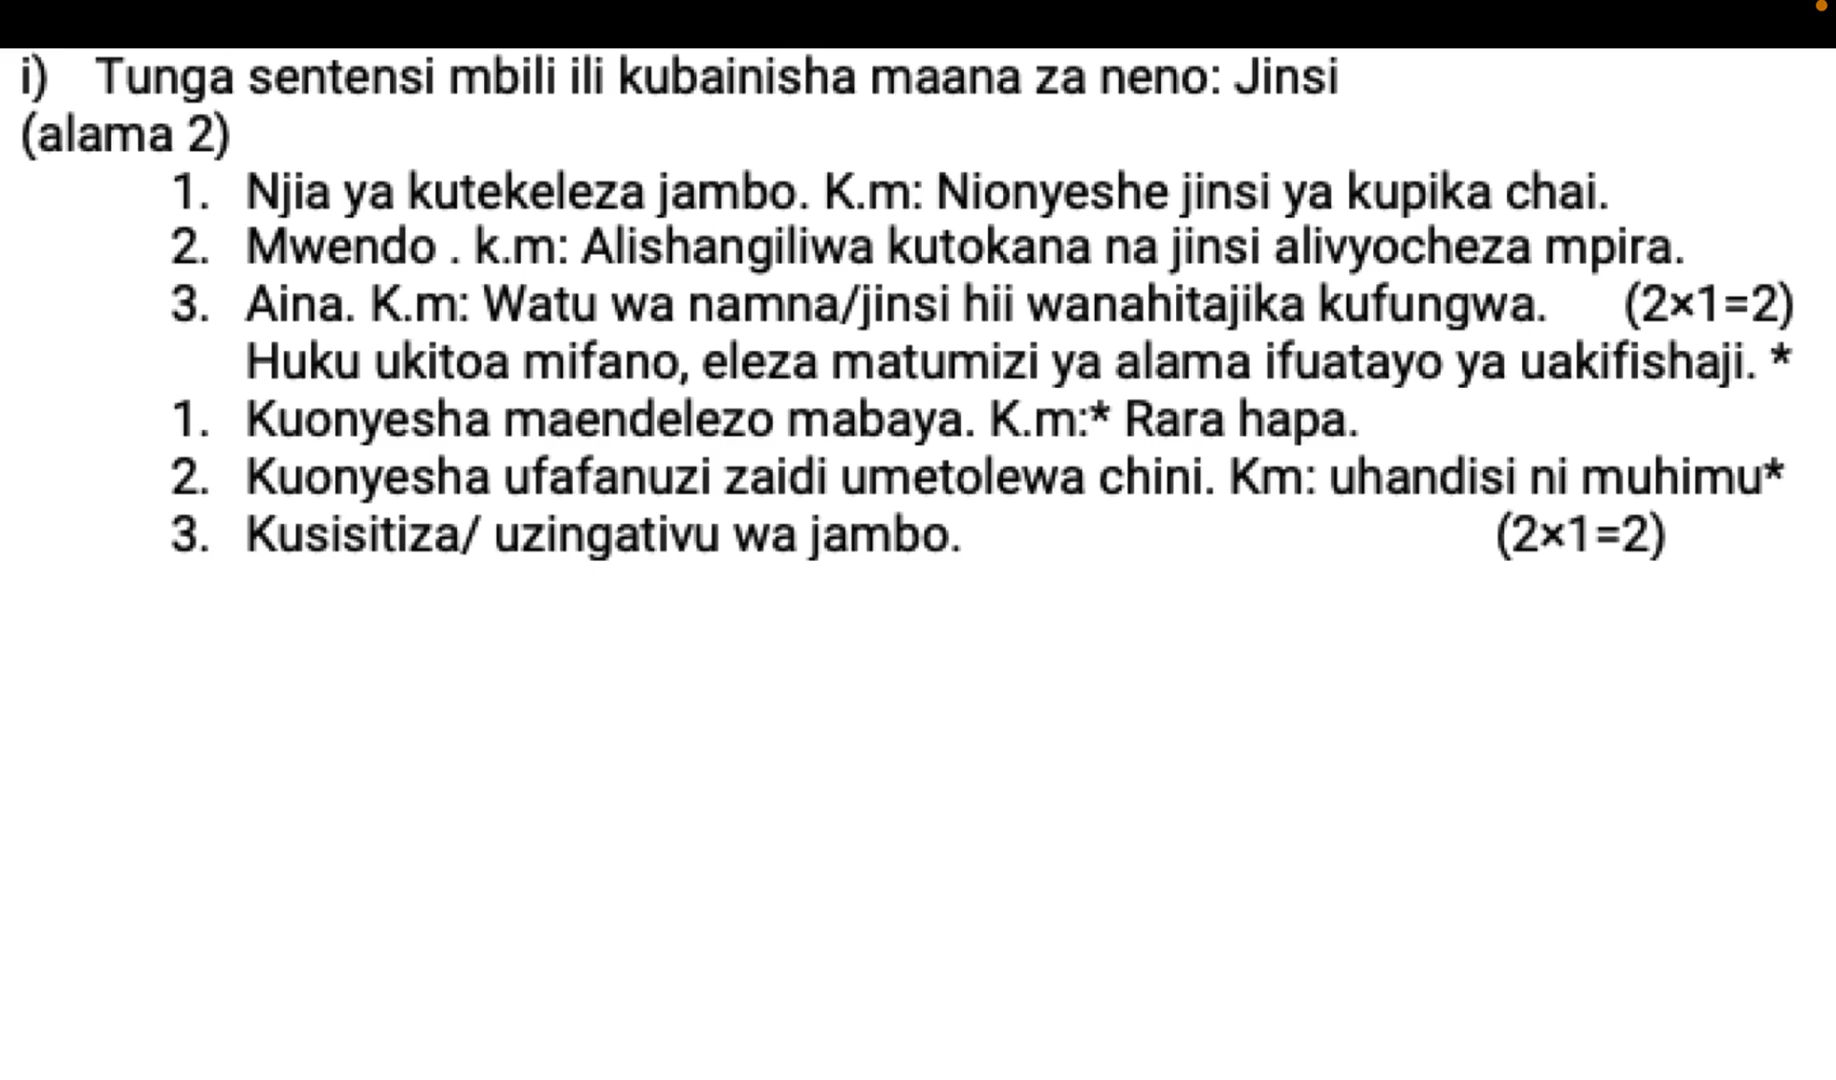 i) Tunga sentensi mbili ili kubainisha maana za neno: Jinsi
(alama 2)
1. Njia ya kutekeleza jambo. K.m: Nionyeshe jinsi ya kupika chai.
2. Mwendo . k.m: Alishangiliwa kutokana na jinsi alivyocheza mpira.
3. Aina. K.m: Watu wa namna/jinsi hii wanahitajika kufungwa. (2×1=2)
Huku ukitoa mifano, eleza matumizi ya alama ifuatayo ya uakifishaji. *
1. Kuonyesha maendelezo mabaya. K.m:* Rara hapa.
2. Kuonyesha ufafanuzi zaidi umetolewa chini. Km: uhandisi ni muhimu*
3. Kusisitiza/ uzingativu wa jambo. (2×1=2)